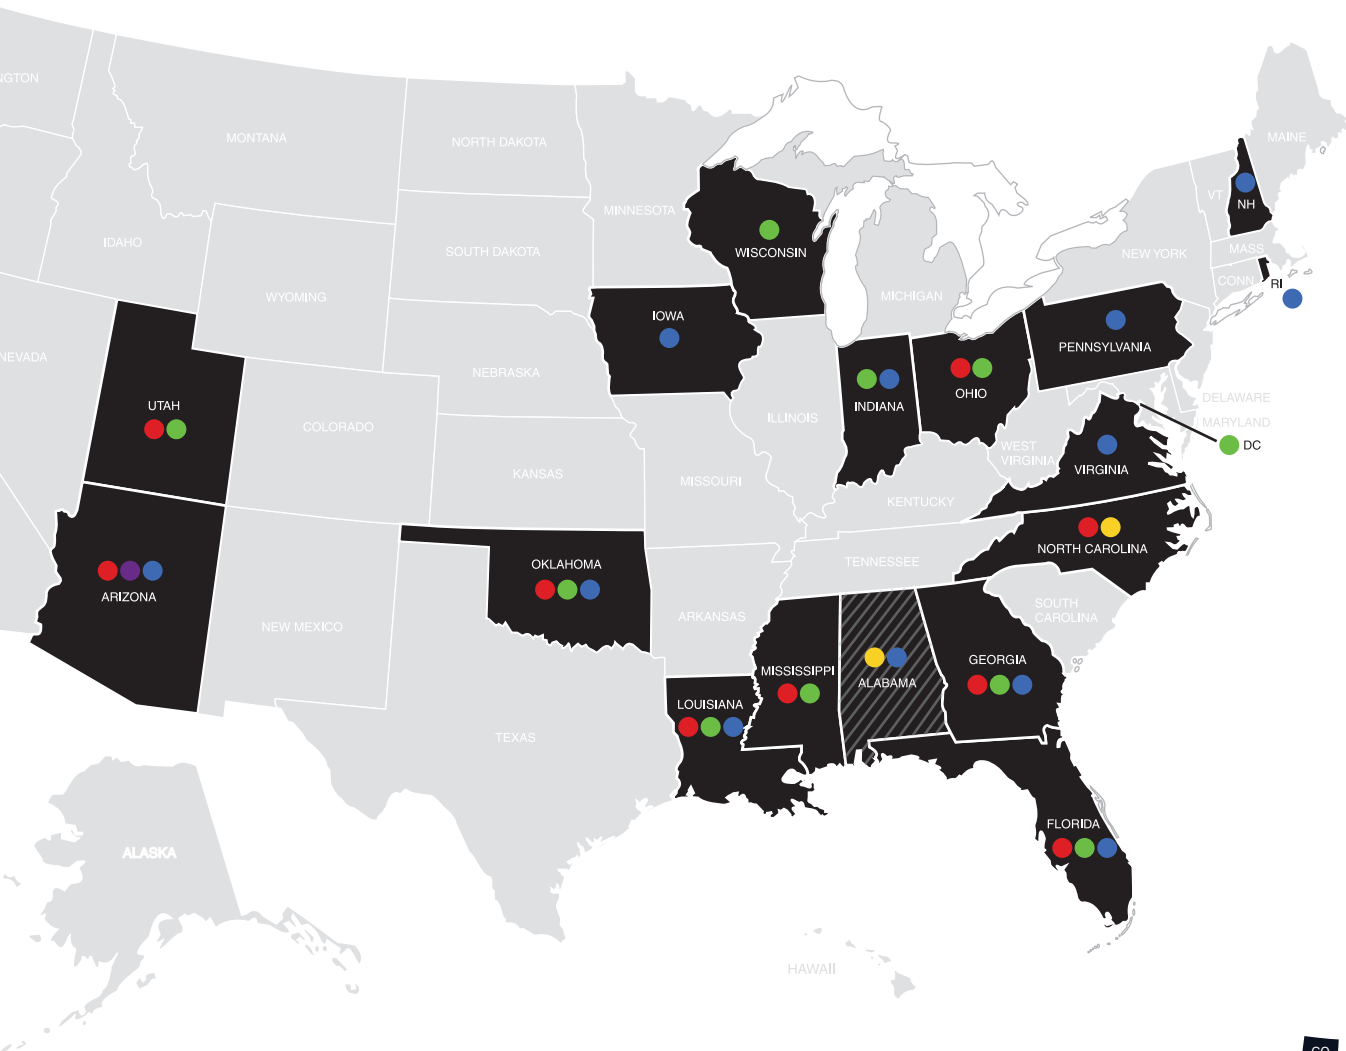 NGTON
MONTANA
NORTH DAKOTA
MINNESOTA
MAINE
VT
NH
IDAHO
SOUTH DAKOTA
WISCONSIN
NEW YORK
MASS
WYOMING
MICHIGAN
CONN
RI
IOWA
NEVADA
NEBRASKA
PENNSYLVANIA
UTAH
COLORADO
ILLINOIS
INDIANA
OHIO
DELAWARE
MARYLAND
DC
WEST
VIRGINIA
VIRGINIA
KANSAS
MISSOURI
KENTUCKY
NORTH CAROLINA
OKLAHOMA
TENNESSEE
ARIZONA
NEW MEXICO
ARKANSAS
SOUTH
CAROLINA
MISSISSIPPI
ALABAMA
GEORGIA
LOUISIANA
TEXAS
FLORIDA
ALASKA
HAWAII